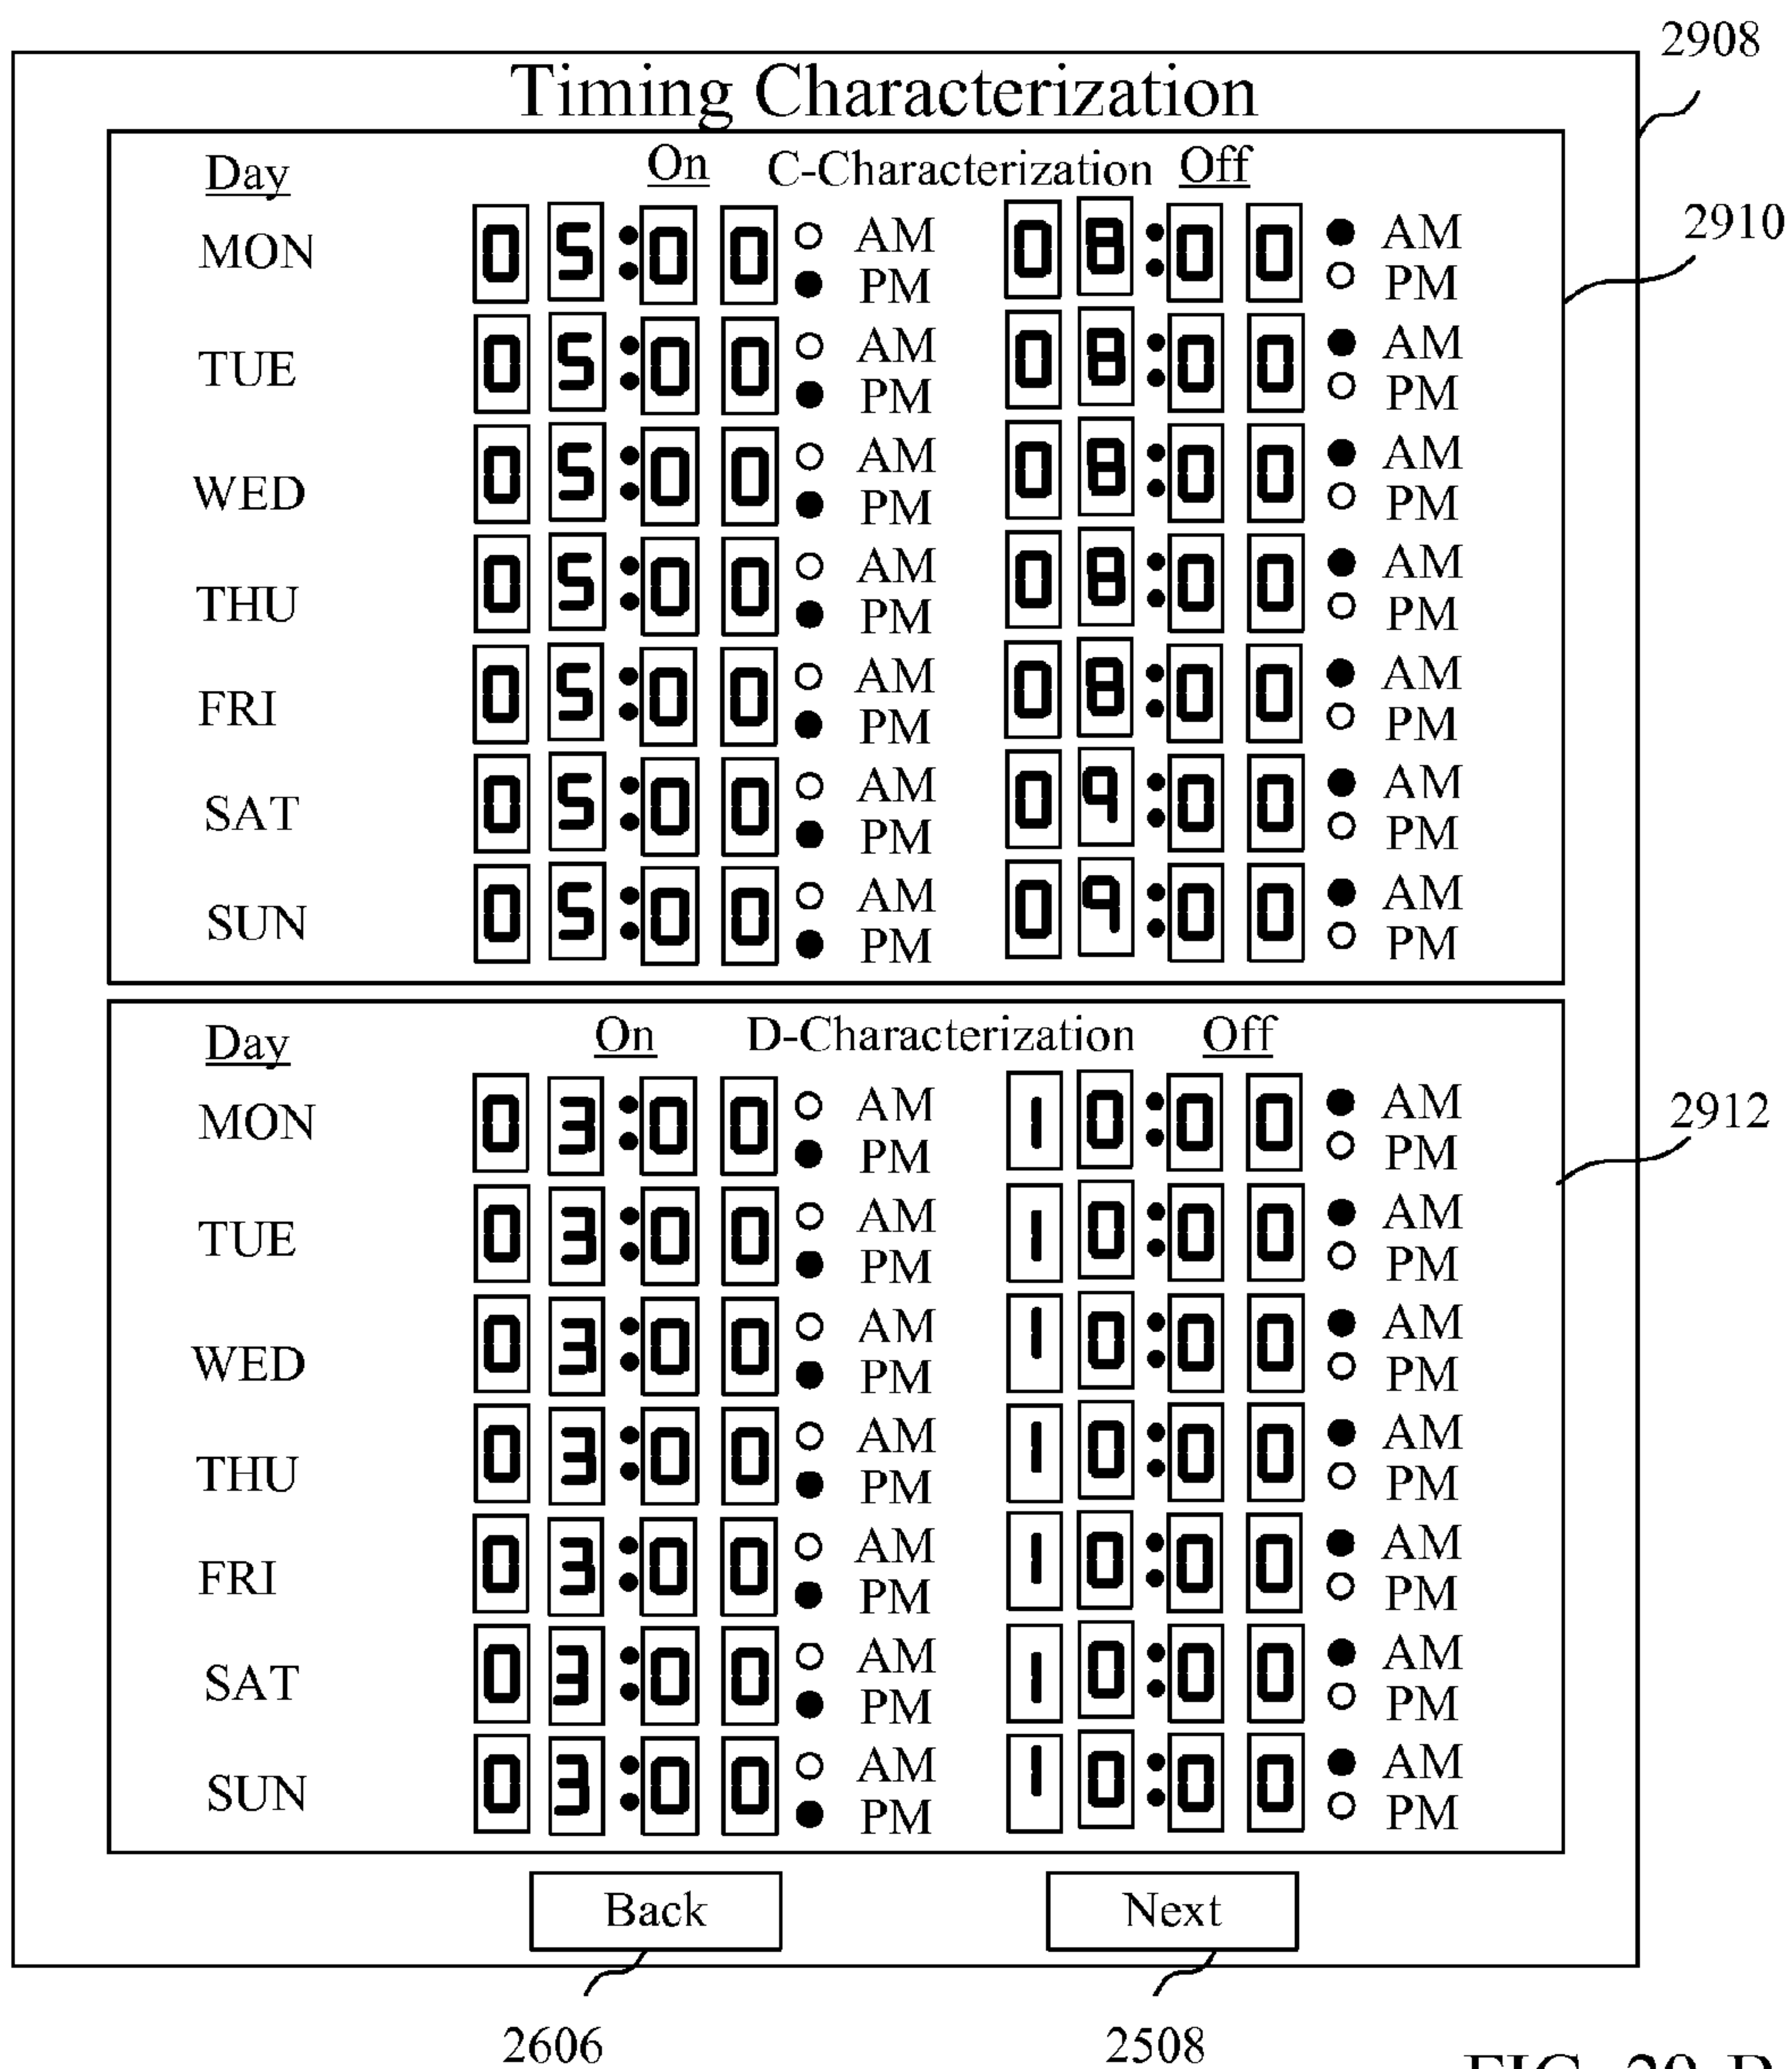 2908
Timing Characterization
Day On C-Characterization Off
2910
MON 05:00 AM 08:00 AM
PM PM
TUE 05:00 AM 08:00 AM
PM PM
WED 05:00 AM 08:00 AM
PM PM
THU 05:00 AM 08:00 AM
PM PM
FRI 05:00 AM 08:00 AM
PM PM
SAT 05:00 AM 09:00 AM
PM PM
SUN 05:00 AM 09:00 AM
PM PM
Day On D-Characterization Off
2912
MON 03:00 AM 10:00 AM
PM PM
TUE 03:00 AM 10:00 AM
PM PM
WED 03:00 AM 10:00 AM
PM PM
THU 03:00 AM 10:00 AM
PM PM
FRI 03:00 AM 10:00 AM
PM PM
SAT 03:00 AM 10:00 AM
PM PM
SUN 03:00 AM 10:00 AM
PM PM
Back Next
2606 2508